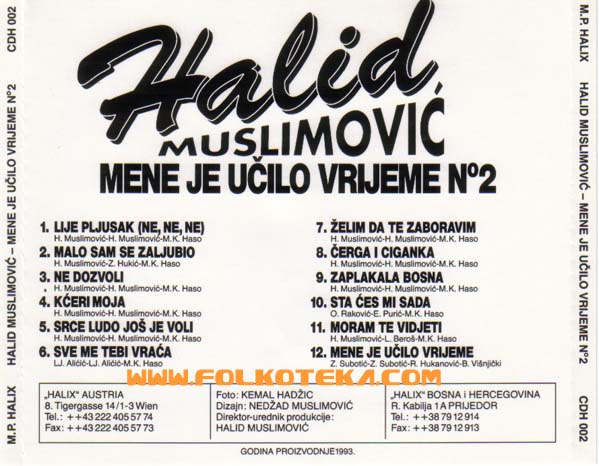 CDH 002
HALID MUSLIMOVIĆ – MENE JE UČILO VRIJEME Nº2
M.P. HALIX
Halid
MUSLIMOVIĆ
MENE JE UČILO VRIJEME Nº2
1. LIJE PLJUSAK (NE, NE, NE)
H. Muslimović-H. Muslimović-M.K. Haso
2. MALO SAM SE ZALJUBIO
H. Muslimović-Z. Hukić-M.K. Haso
3. NE DOZVOLI
H. Muslimović-H. Muslimović-M.K. Haso
4. KĆERI MOJA
H. Muslimović-H. Muslimović-M.K. Haso
5. SRCE LUDO JOŠ JE VOLI
H. Muslimović-H. Muslimović-M.K. Haso
6. SVE ME TEBI VRAĆA
LJ. Aličić-LJ. Aličić-M.K. Haso
7. ŽELIM DA TE ZABORAVIM
H. Muslimović-H. Muslimović-M.K. Haso
8. ČERGA I CIGANKA
H. Muslimović-H. Muslimović-M.K. Haso
9. ZAPLAKALA BOSNA
H. Muslimović-H. Muslimović-M.K. Haso
10. STA ĆES MI SADA
O. Raković-E. Purić-M.K. Haso
11. MORAM TE VIDJETI
H. Muslimović-L. Beroš-M.K. Haso
12. MENE JE UČILO VRIJEME
Z. Subotić-Z. Subotić-R. Hukanović-B. Višnjički
WWW.FOLKOTEKA.COM
„HALIX" AUSTRIA
8. Tigergasse 14/1-3 Wien
Tel.: ++43 222 405 57 74
Fax: ++43 222 405 55 73
Foto: KEMAL HADŽIC
Dizajn: NEDŽAD MUSLIMOVIĆ
Direktor-urednik produkcije:
HALID MUSLIMOVIĆ
„HALIX" BOSNA i HERCEGOVINA
R. Kabilja 1A PRIJEDOR
Tel.: ++38 79 12 914
Fax: ++38 79 12 913
GODINA PROIZVODNJE1993.
M.P. HALIX
HALID MUSLIMOVIĆ – MENE JE UČILO VRIJEME Nº2
CDH 002